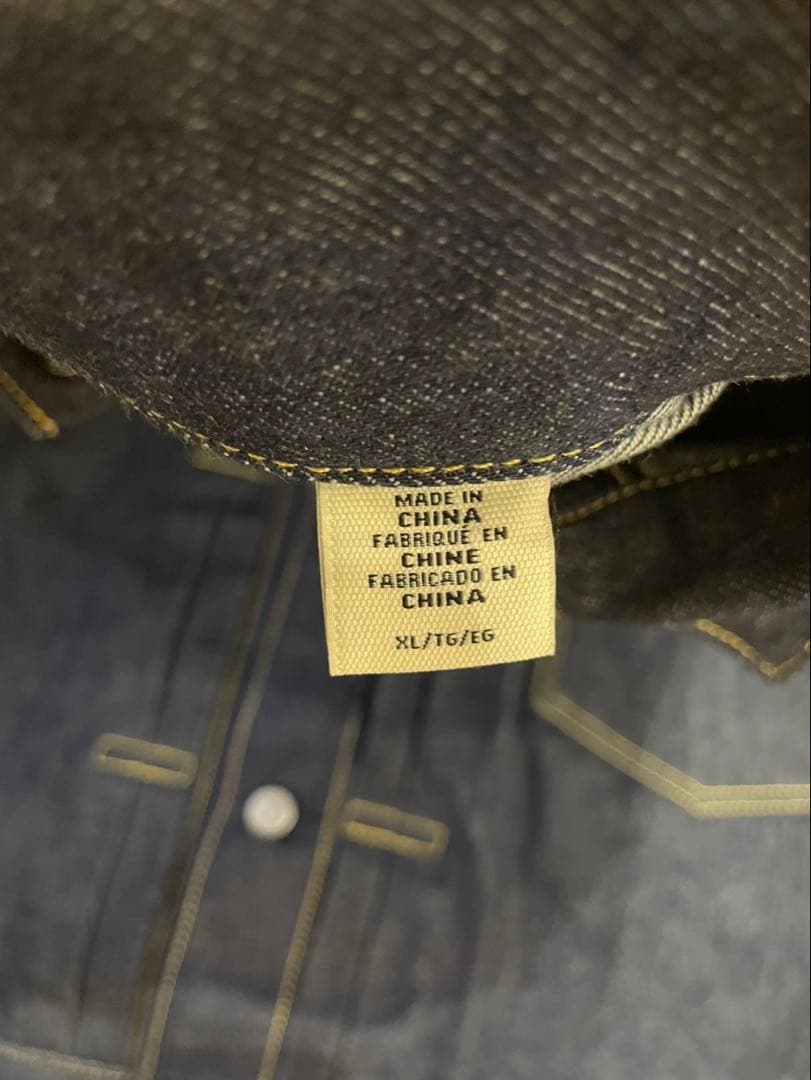 MADE IN
CHINA
FABRIQUÉ EN
CHINE
FABRICADO EN
CHINA
XL/TG/EG